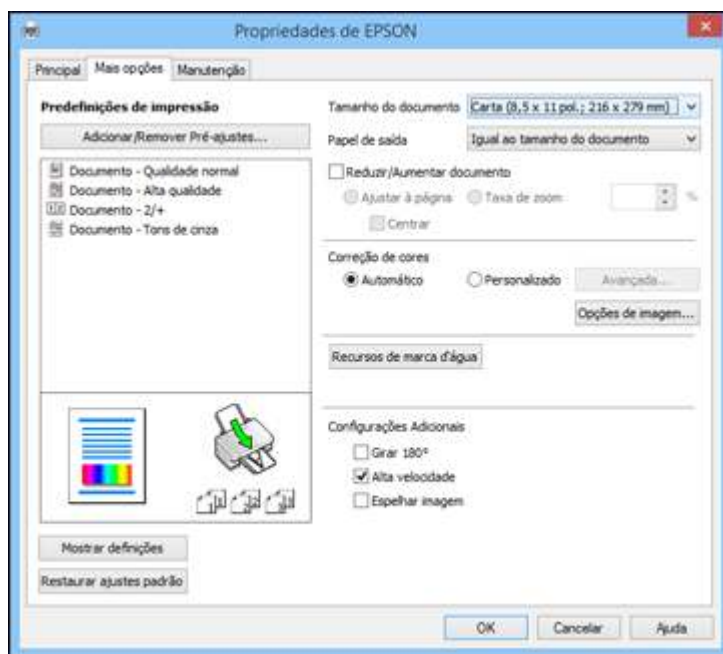 Propriedades de EPSON
Principal Mais opções Manutenção
Predefinições de impressão
Adicionar/Remover Pré-ajustes...
Documento - Qualidade normal
Documento - Alta qualidade
Documento - 2/+
Documento - Tons de cinza
Mostrar definições
Restaurar ajustes padrão
Tamanho do documento Carta (8,5 x 11 pol.; 216 x 279 mm)
Papel de saída Igual ao tamanho do documento
Reduzir/Aumentar documento
Ajustar à página Taxa de zoom %
Centrar
Correção de cores
Automático Personalizado Avançada...
Opções de imagem...
Recursos de marca d'água
Configurações Adicionais
Girar 180°
Alta velocidade
Espelhar imagem
OK Cancelar Ajuda